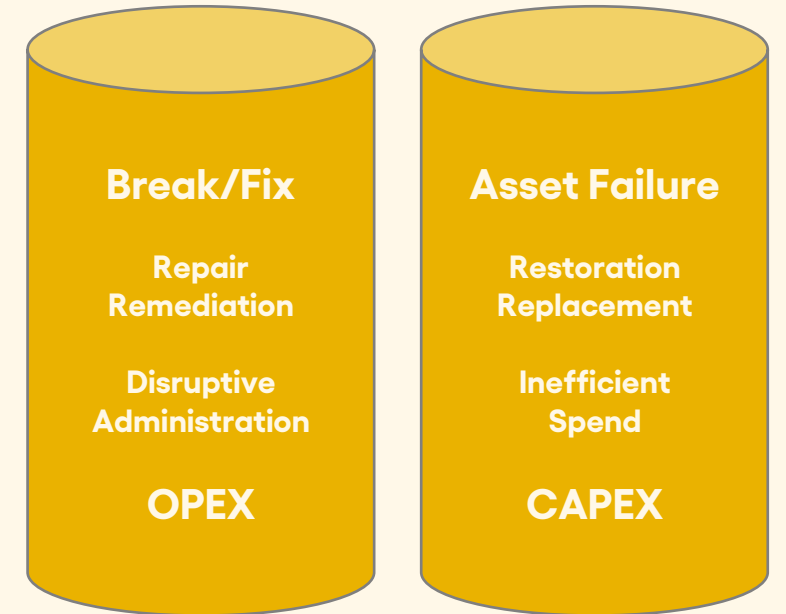 Break/Fix
Repair
Remediation
Disruptive
Administration
OPEX
Asset Failure
Restoration
Replacement
Inefficient
Spend
CAPEX